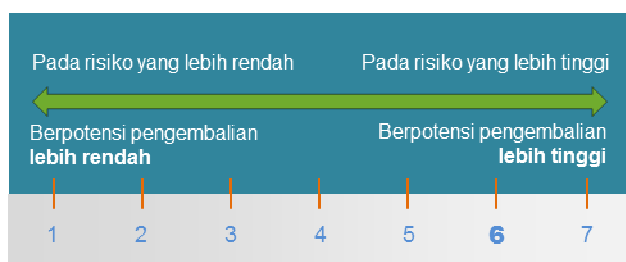 Pada risiko yang lebih rendah Pada risiko yang lebih tinggi
Berpotensi pengembalian Berpotensi pengembalian
lebih rendah lebih tinggi
1 2 3 4 5 6 7